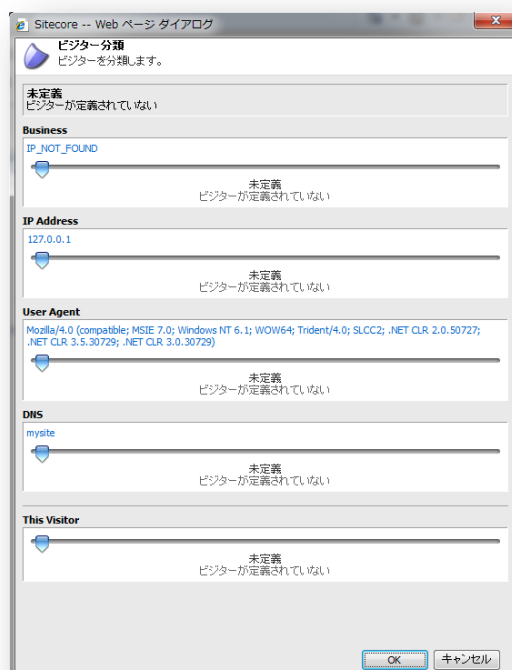 Sitecore -- Web ページ ダイアログ
ビジター分類
ビジターを分類します。
未定義
ビジターが定義されていない
Business
IP_NOT_FOUND
未定義
ビジターが定義されていない
IP Address
127.0.0.1
未定義
ビジターが定義されていない
User Agent
Mozilla/4.0 (compatible; MSIE 7.0; Windows NT 6.1; WOW64; Trident/4.0; SLCC2; .NET CLR 2.0.50727;
.NET CLR 3.5.30729; .NET CLR 3.0.30729)
未定義
ビジターが定義されていない
DNS
mysite
未定義
ビジターが定義されていない
This Visitor
未定義
ビジターが定義されていない
OK
キャンセル